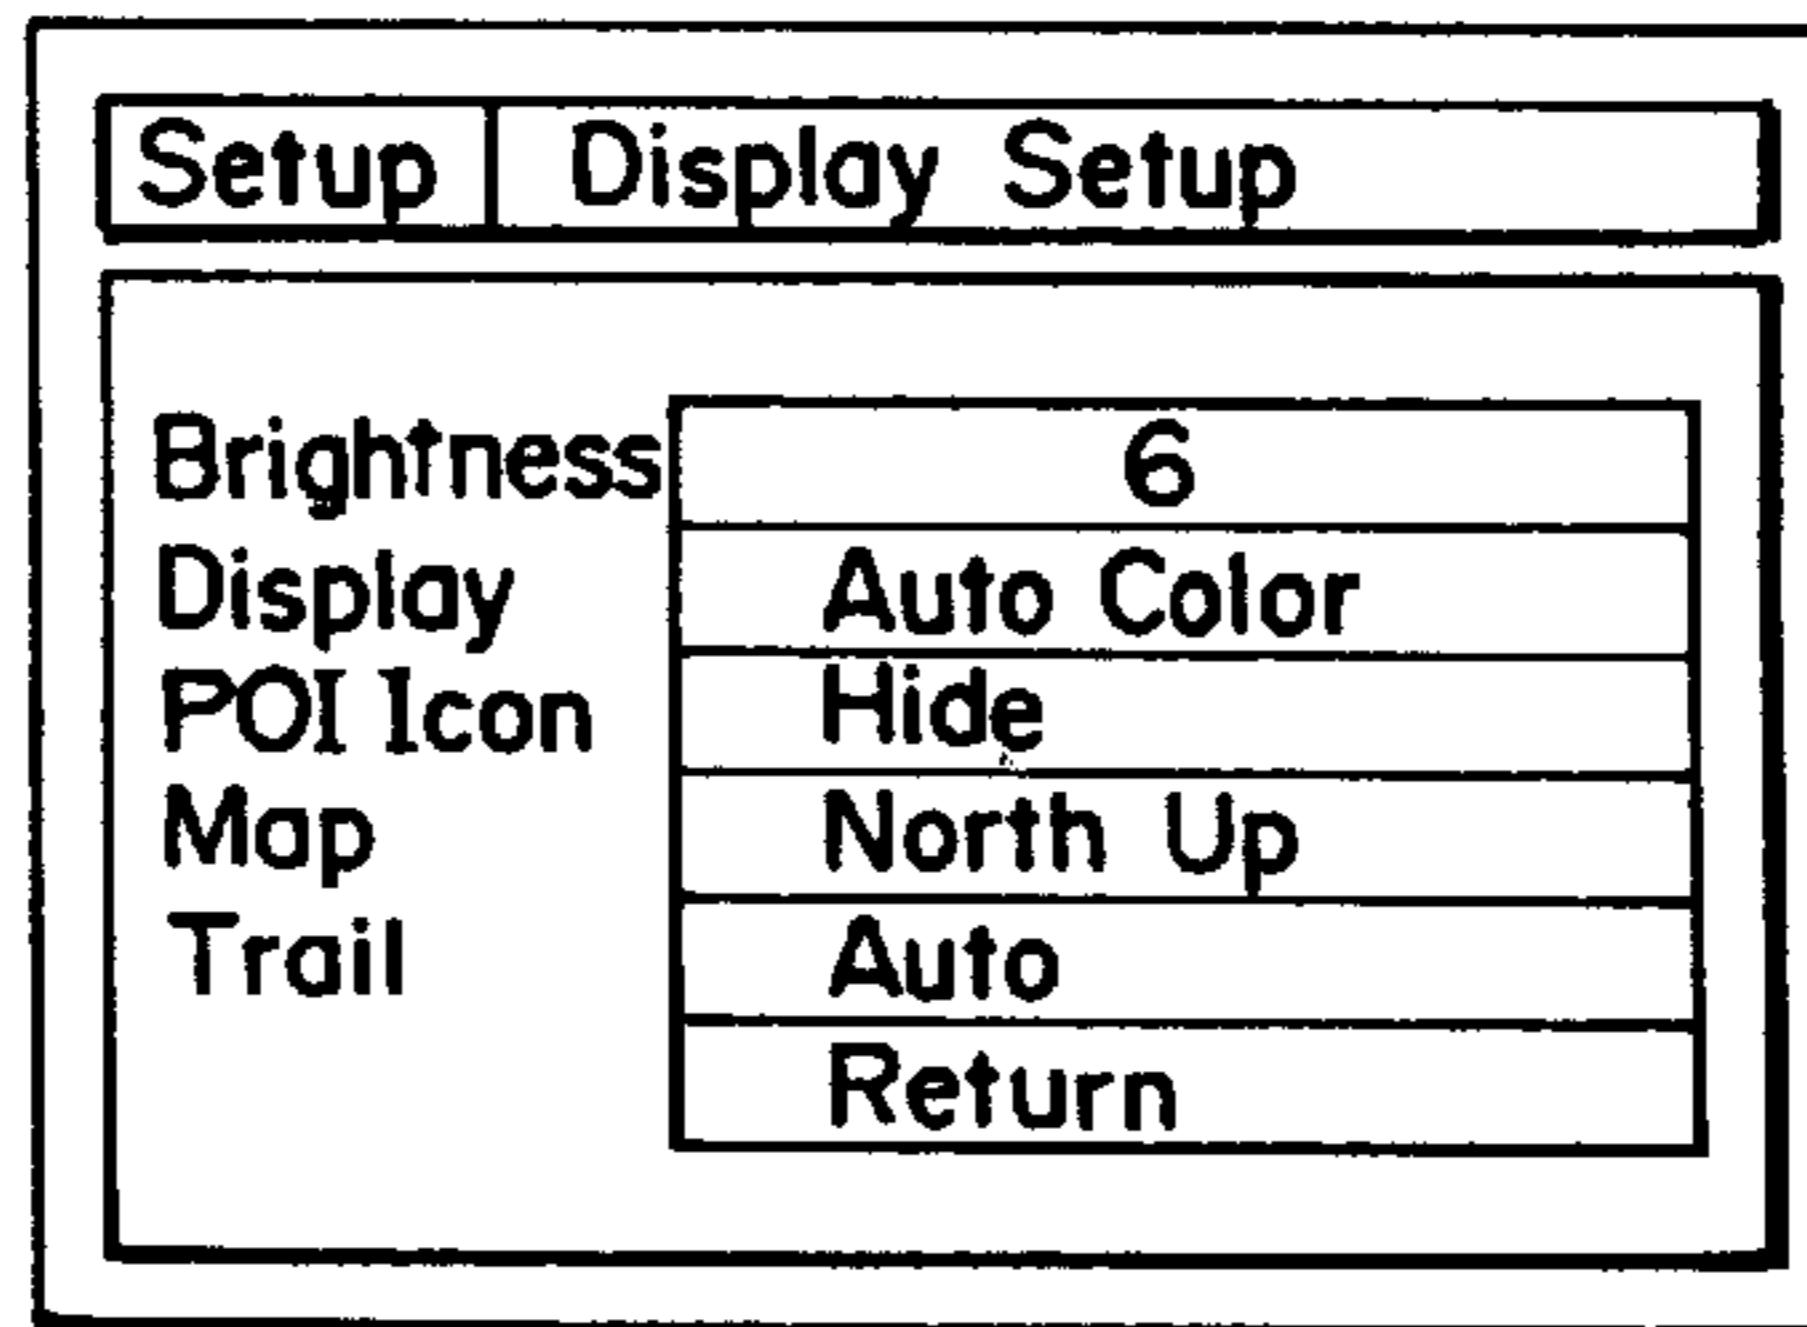 Setup Display Setup
Brightness 6
Display Auto Color
POI Icon Hide
Map North Up
Trail Auto
Return